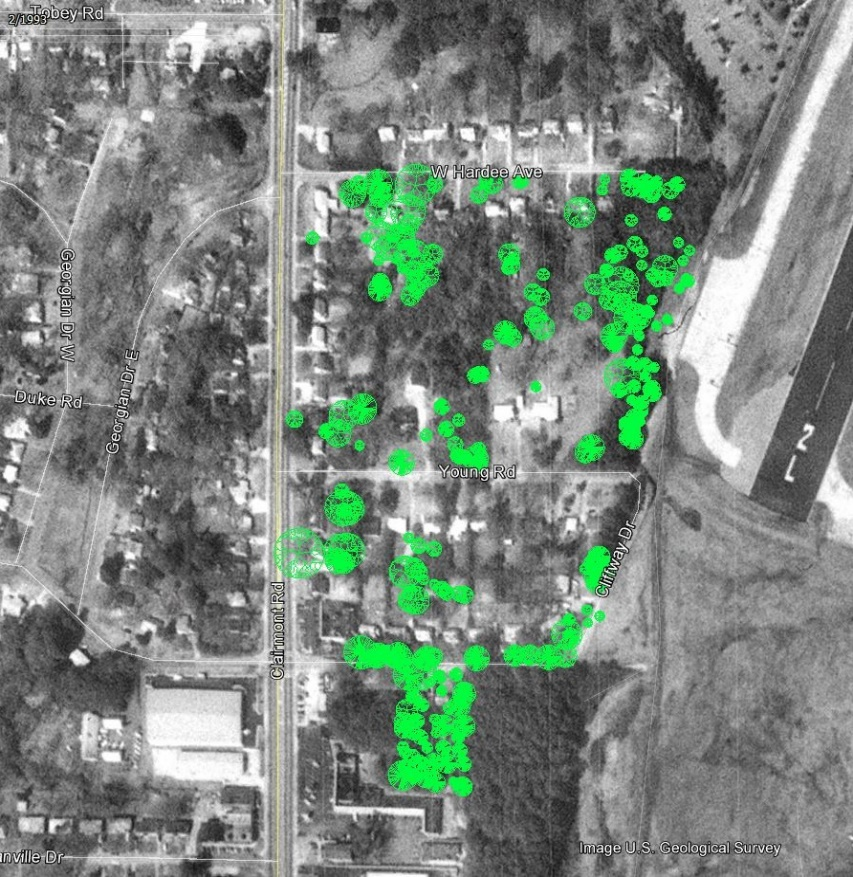 Tobey Rd
2/1993
W Hardee Ave
Georgian Dr W
Georgian Dr E
Duke Rd
2
L
Young Rd
Cliffway Dr
Clairmont Rd
Image U.S. Geological Survey
nville Dr